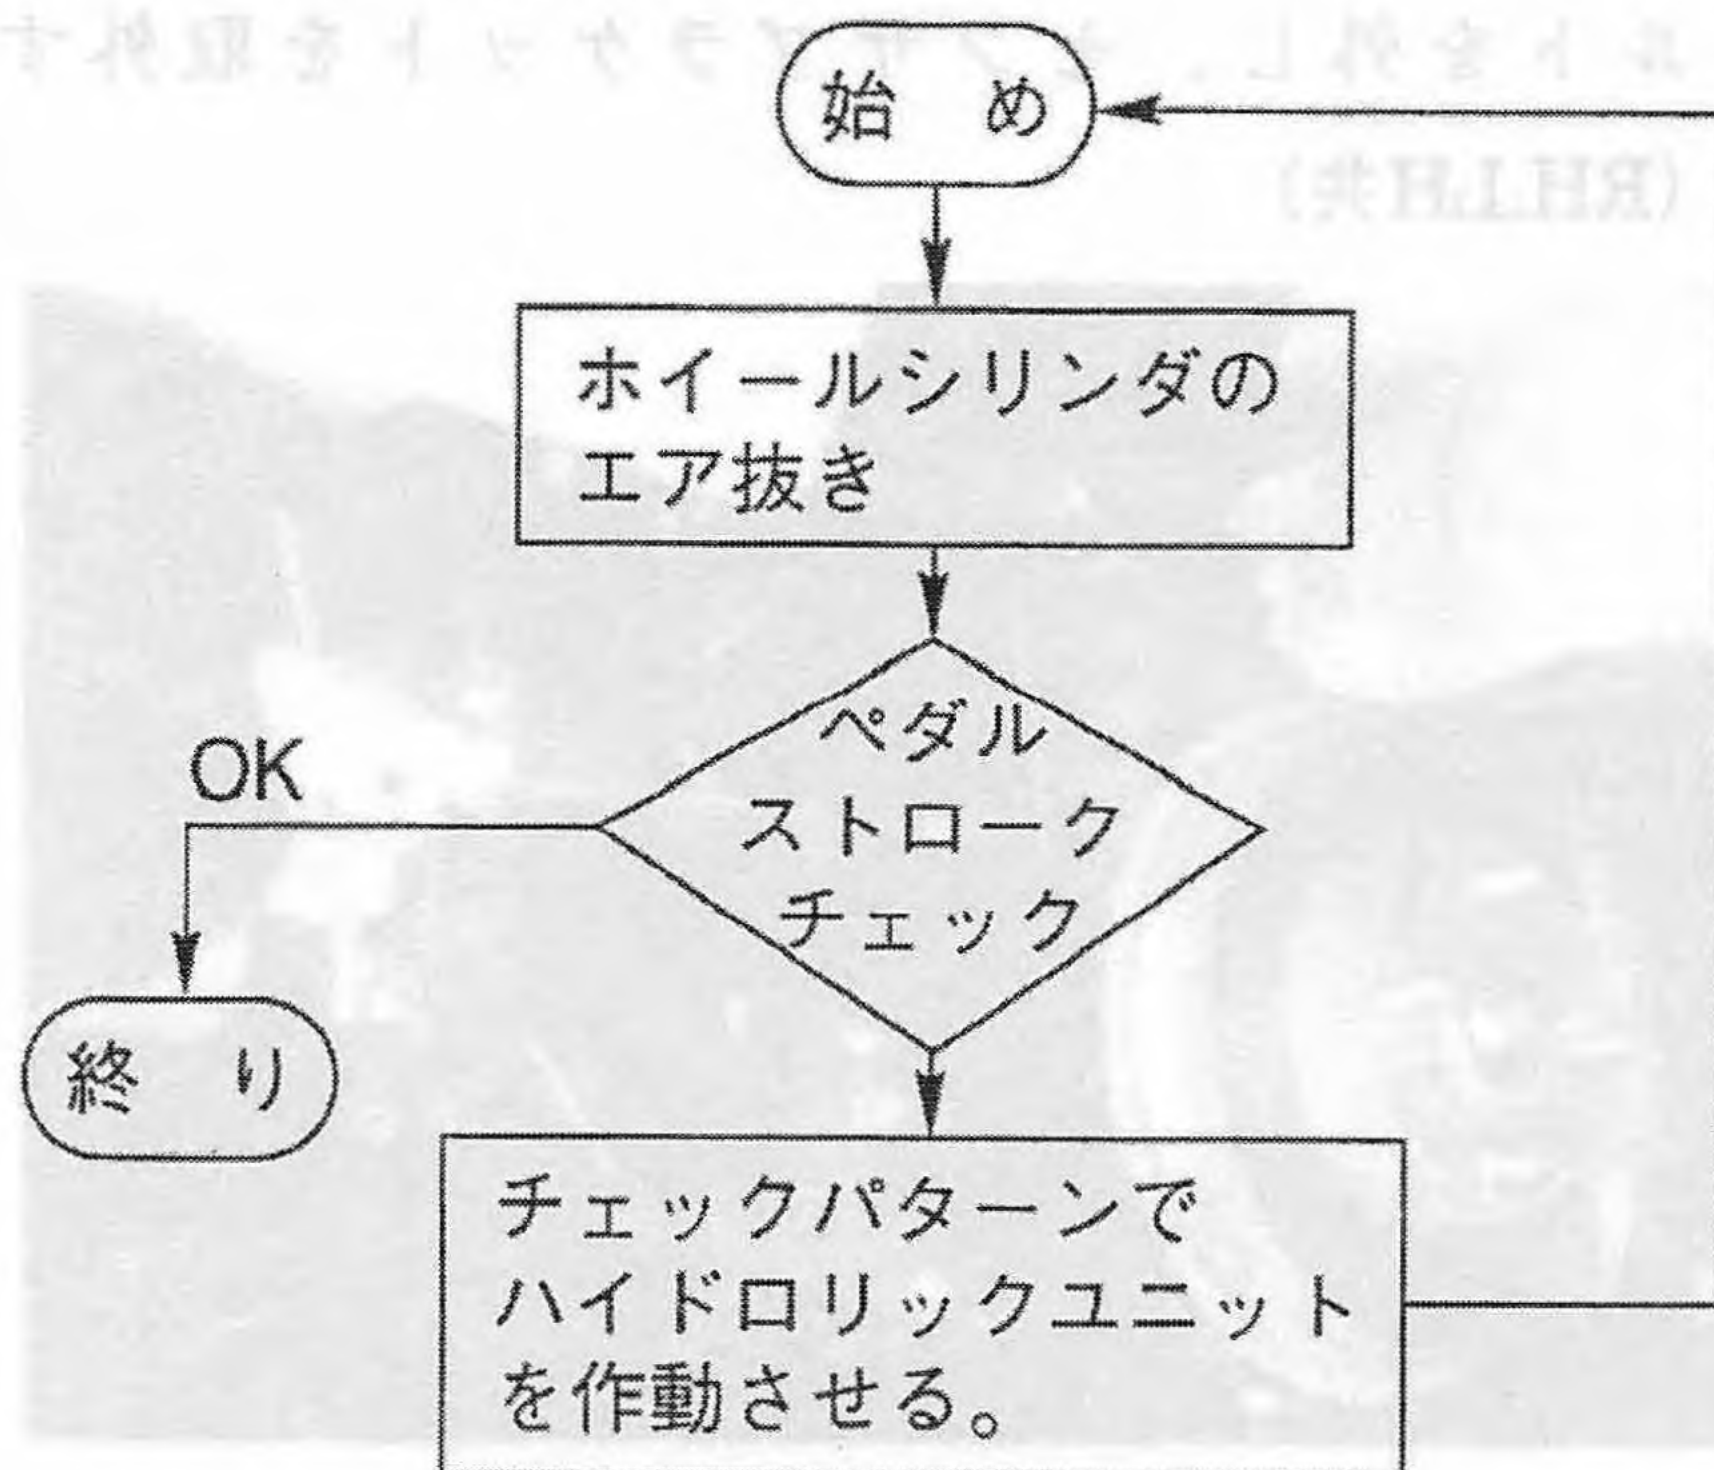 始 め
ホイールシリンダの
エア抜き
ペダル
ストローク
チェック
OK
終 り
チェックパターンで
ハイドロリックユニット
を作動させる。